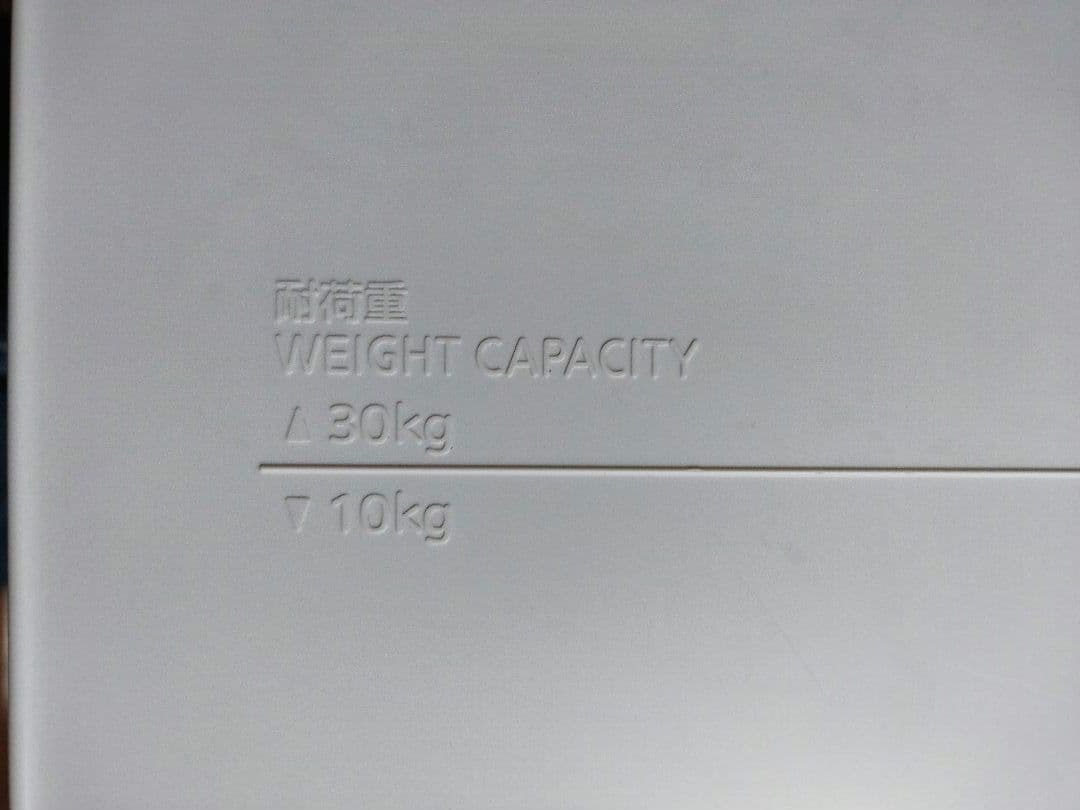 耐荷重
WEIGHT CAPACITY
△ 30kg
▽ 10kg